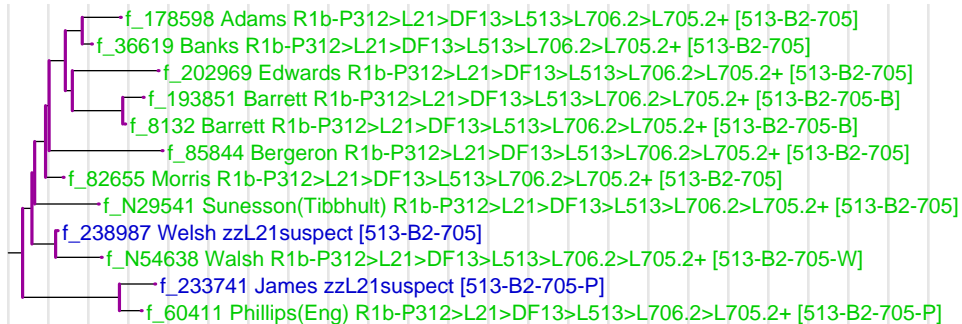 f_178598 Adams R1b-P312>L21>DF13>L513>L706.2>L705.2+ [513-B2-705]
f_36619 Banks R1b-P312>L21>DF13>L513>L706.2>L705.2+ [513-B2-705]
f_202969 Edwards R1b-P312>L21>DF13>L513>L706.2>L705.2+ [513-B2-705]
f_193851 Barrett R1b-P312>L21>DF13>L513>L706.2>L705.2+ [513-B2-705-B]
f_8132 Barrett R1b-P312>L21>DF13>L513>L706.2>L705.2+ [513-B2-705-B]
f_85844 Bergeron R1b-P312>L21>DF13>L513>L706.2>L705.2+ [513-B2-705]
f_82655 Morris R1b-P312>L21>DF13>L513>L706.2>L705.2+ [513-B2-705]
f_N29541 Sunesson(Tibbhult) R1b-P312>L21>DF13>L513>L706.2>L705.2+ [513-B2-705]
f_238987 Welsh zzL21suspect [513-B2-705]
f_N54638 Walsh R1b-P312>L21>DF13>L513>L706.2>L705.2+ [513-B2-705-W]
f_233741 James zzL21suspect [513-B2-705-P]
f_60411 Phillips(Eng) R1b-P312>L21>DF13>L513>L706.2>L705.2+ [513-B2-705-P]